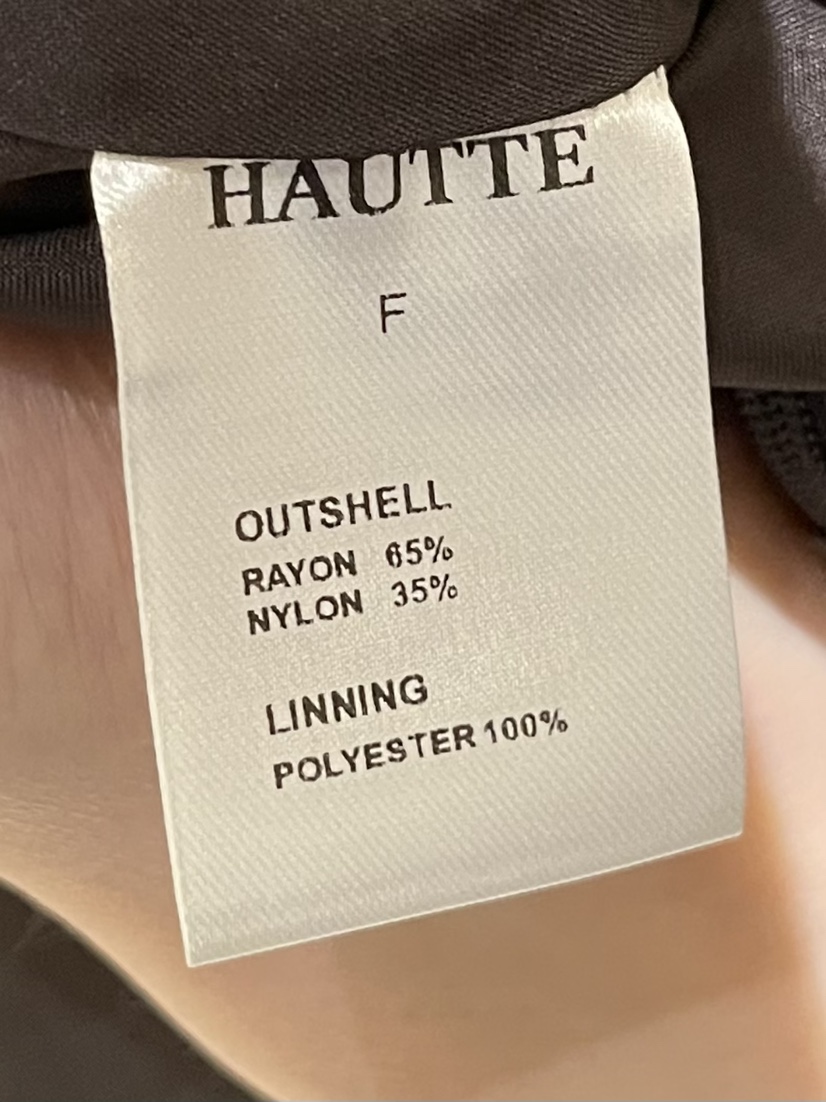 HAUTTE
F
OUTSHELL
RAYON 65%
NYLON 35%
LINNING
POLYESTER 100%